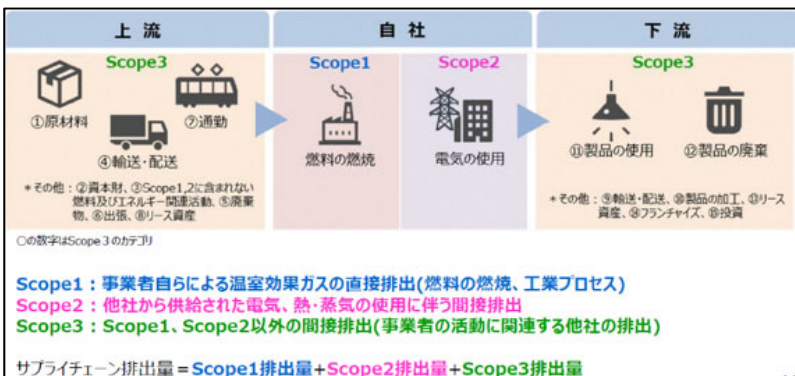 上流
自社
下流
Scope3
Scope1
Scope2
Scope3
①原材料
⑦通勤
④輸送・配送
燃料の燃焼
電気の使用
⑪製品の使用
⑫製品の廃棄
*その他:②資本財、③Scope1,2に含まれない
燃料及びエネルギー関連活動、⑤廃棄
物、⑥出張、⑧リース資産
*その他:⑨輸送・配送、⑩製品の加工、⑬リース
資産、⑭フランチャイズ、⑮投資
○の数字はScope 3のカテゴリ
Scope1:事業者自らによる温室効果ガスの直接排出(燃料の燃焼、工業プロセス)
Scope2:他社から供給された電気、熱・蒸気の使用に伴う間接排出
Scope3:Scope1、Scope2以外の間接排出(事業者の活動に関連する他社の排出)
サプライチェーン排出量=Scope1排出量+Scope2排出量+Scope3排出量